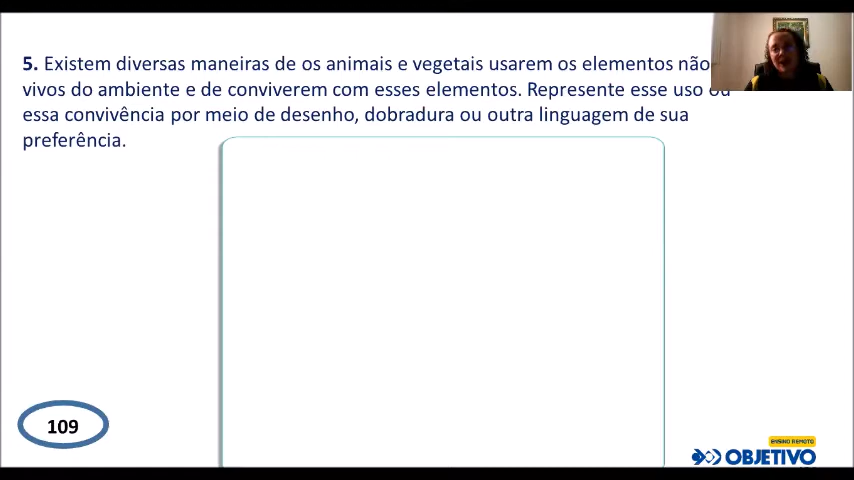 5. Existem diversas maneiras de os animais e vegetais usarem os elementos não
vivos do ambiente e de conviverem com esses elementos. Represente esse uso ou
essa convivência por meio de desenho, dobradura ou outra linguagem de sua
preferência.
109
ENSINO REMOTO
OBJETIVO